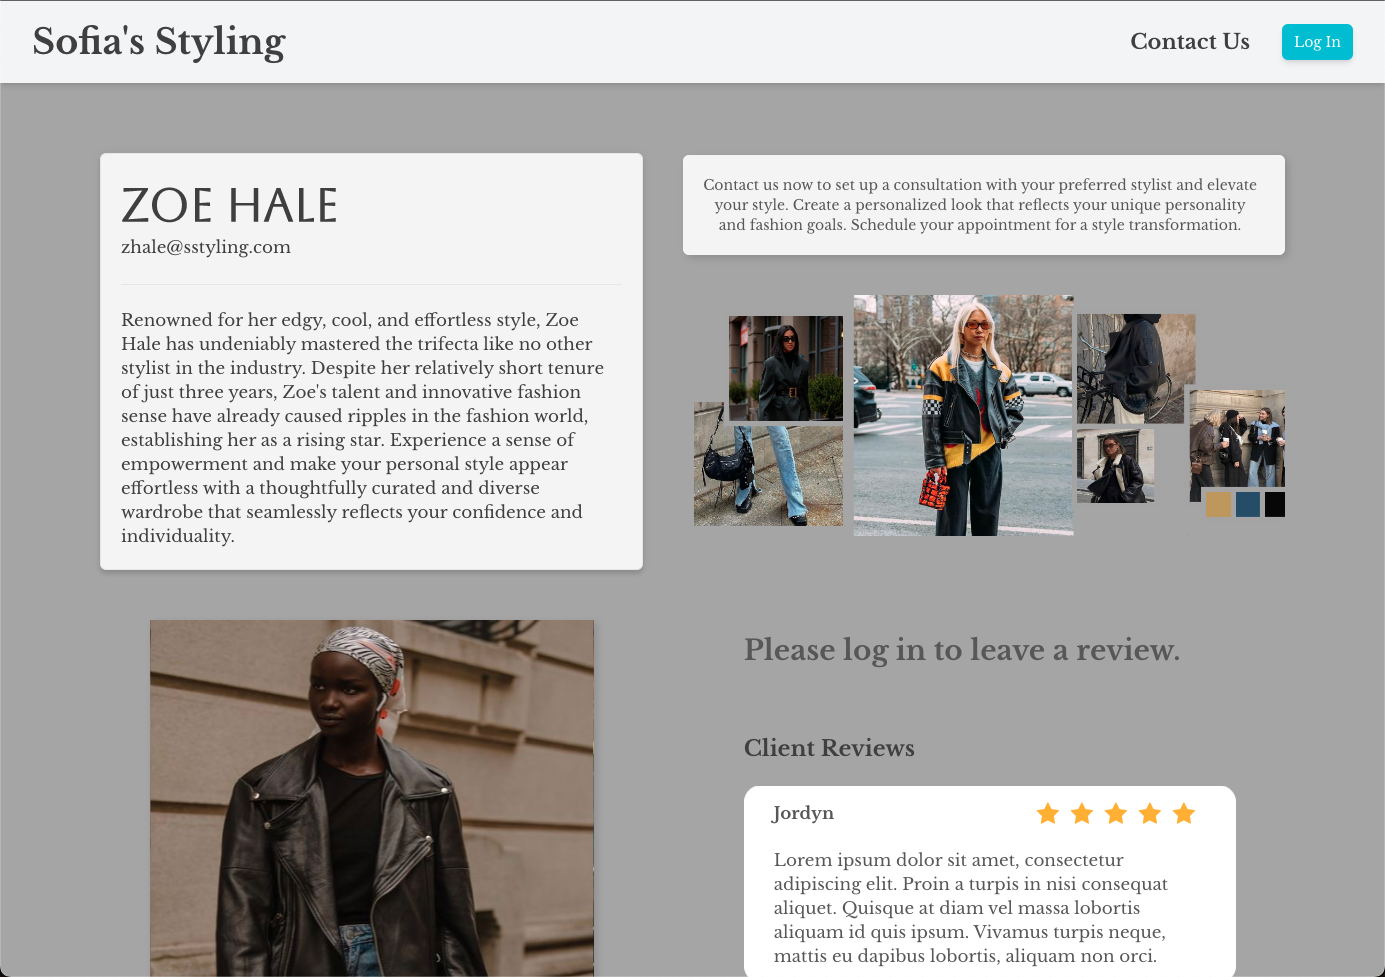 Sofia's Styling
Contact Us
Log In
ZOE HALE
zhale@sstyling.com
Renowned for her edgy, cool, and effortless style, Zoe
Hale has undeniably mastered the trifecta like no other
stylist in the industry. Despite her relatively short tenure
of just three years, Zoe's talent and innovative fashion
sense have already caused ripples in the fashion world,
establishing her as a rising star. Experience a sense of
empowerment and make your personal style appear
effortless with a thoughtfully curated and diverse
wardrobe that seamlessly reflects your confidence and
individuality.
Contact us now to set up a consultation with your preferred stylist and elevate
your style. Create a personalized look that reflects your unique personality
and fashion goals. Schedule your appointment for a style transformation.
Please log in to leave a review.
Client Reviews
Jordyn
Lorem ipsum dolor sit amet, consectetur
adipiscing elit. Proin a turpis in nisi consequat
aliquet. Quisque at diam vel massa lobortis
aliquam id quis ipsum. Vivamus turpis neque,
mattis eu dapibus lobortis, aliquam non orci.